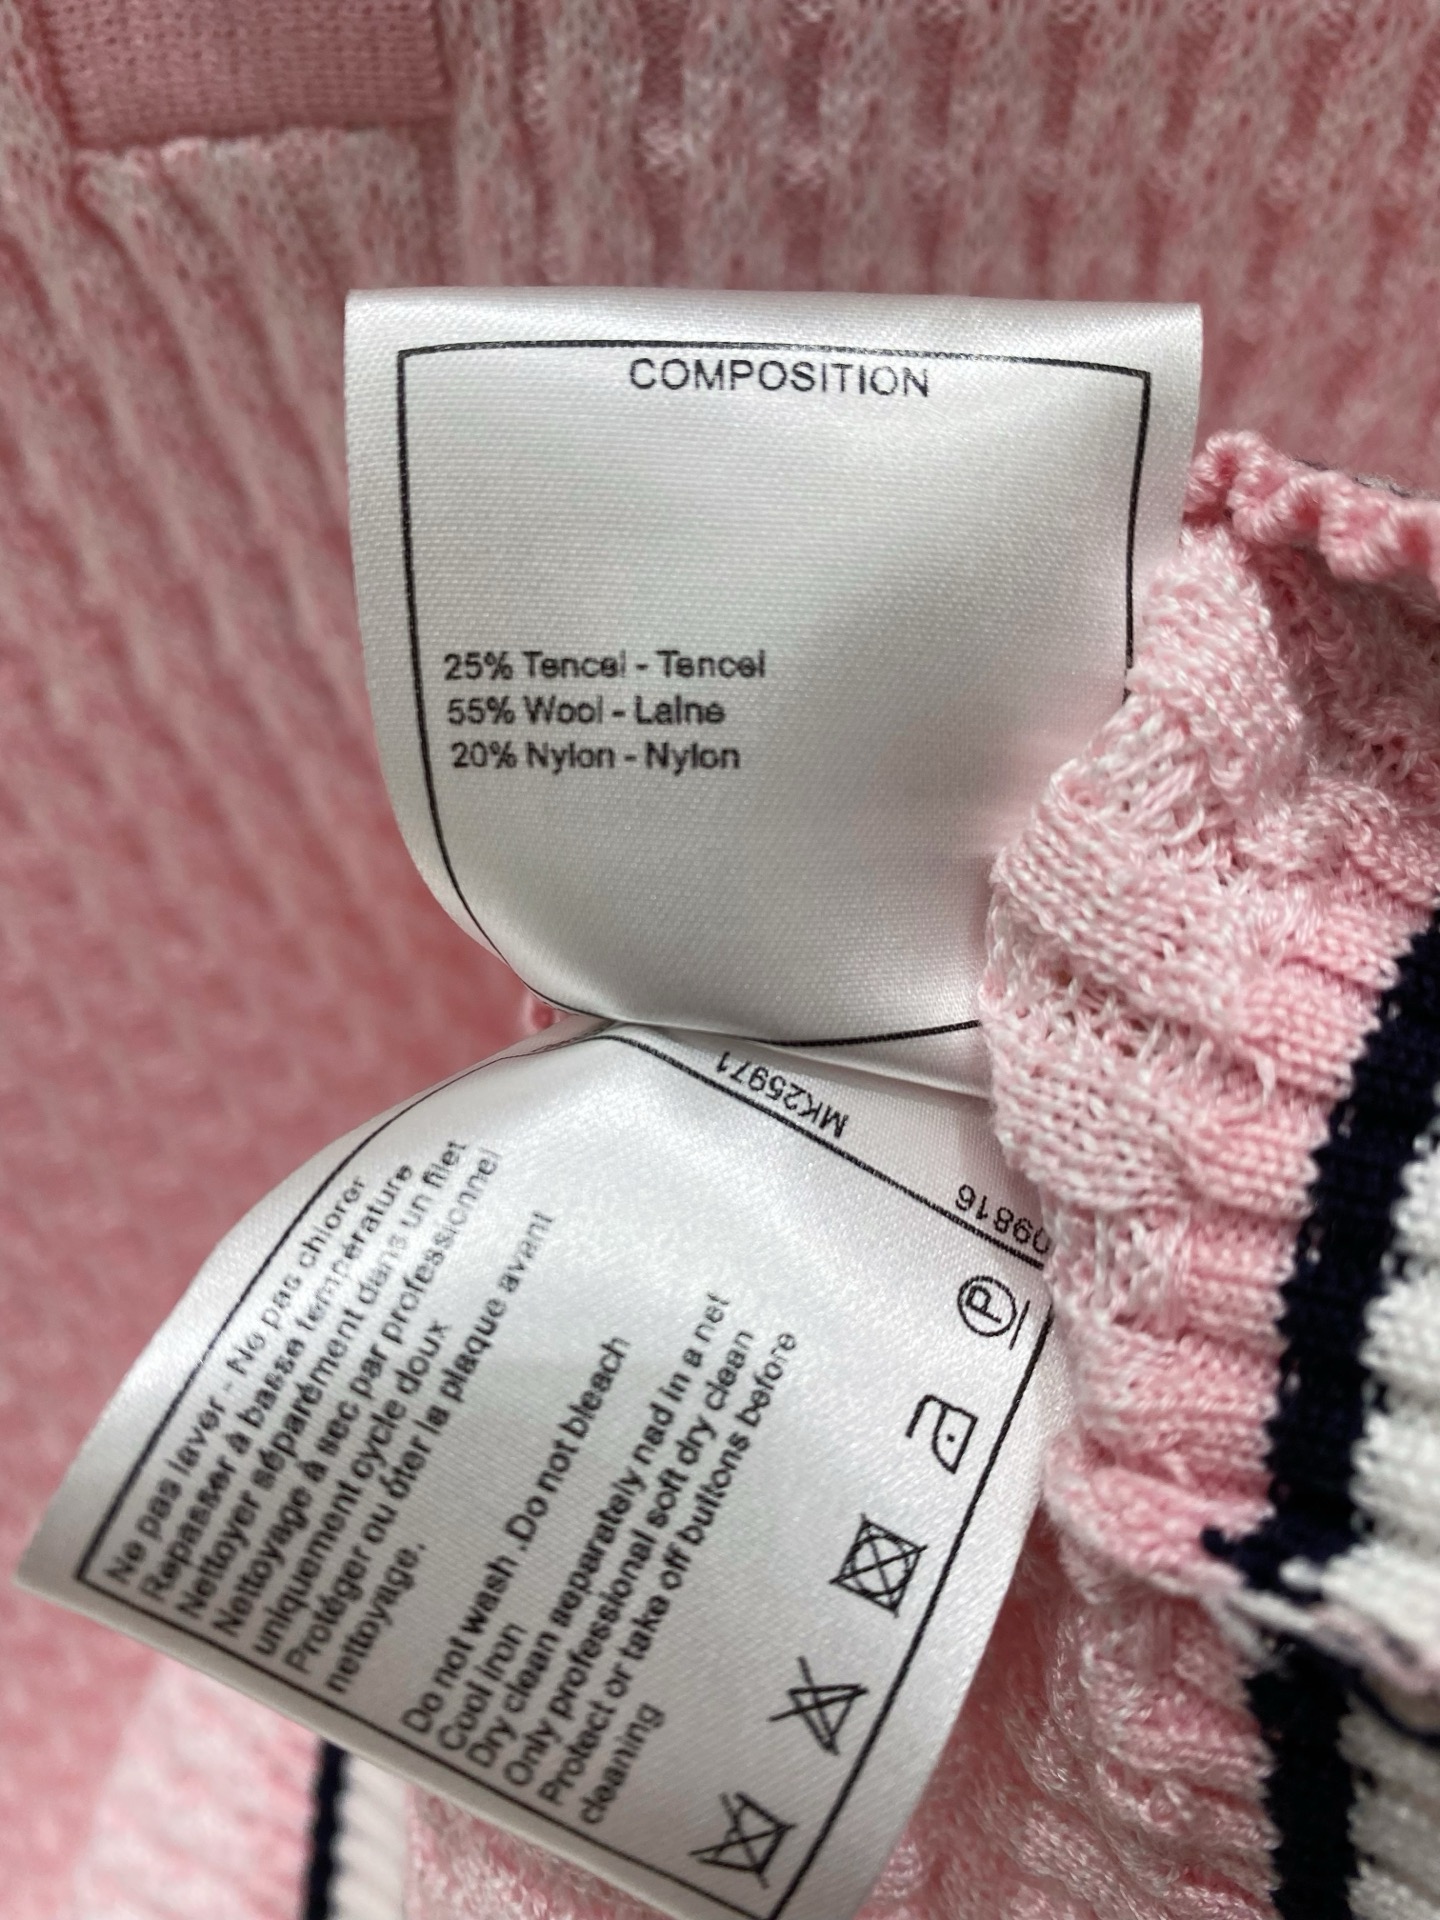 COMPOSITION
25% Tencel - Tencel
55% Wool - Laine
20% Nylon - Nylon
MK25971
09816
Ne pas laver - Ne pas chlorer
Repasser à basse température
Nettoyer séparément dans un filet
Nettoyage à sec par professionnel
uniquement cycle doux
Protéger ou ôter la plaque avant
nettoyage.
Do not wash ,Do not bleach
Cool iron
Dry clean separately nad in a net
Only professional soft dry clean
Protect or take off buttons before
cleaning
P